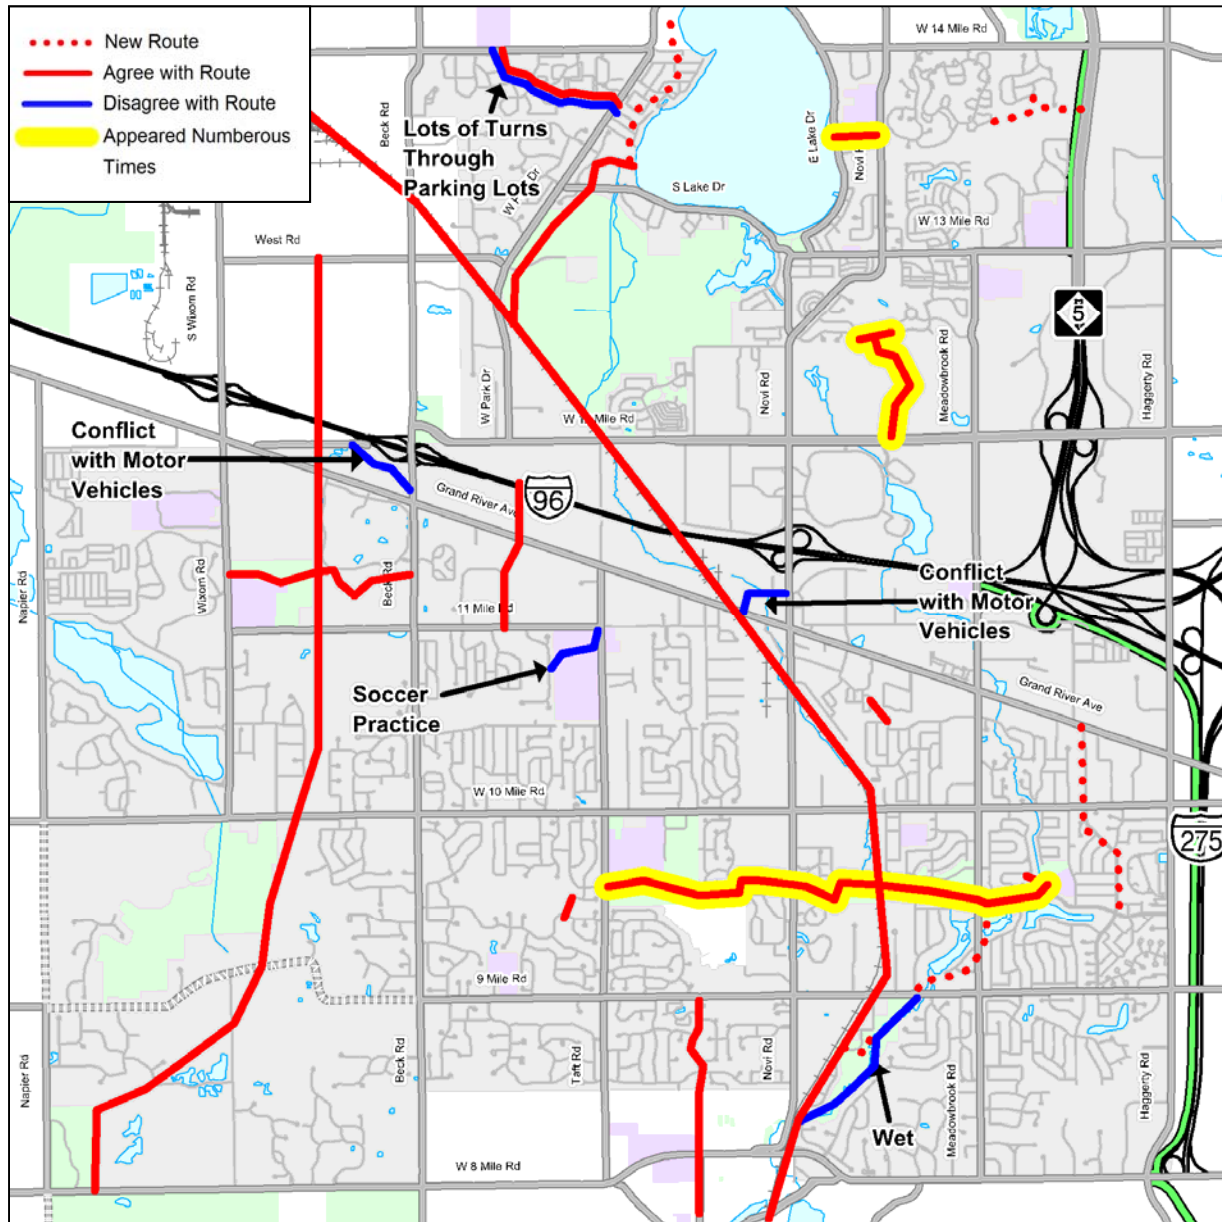 New Route
Agree with Route
Disagree with Route
Appeared Numberous
Times
W 14 Mile Rd
Beck Rd
Lots of Turns
Through
Parking Lots
E Lake Dr
S Lake Dr
W 13 Mile Rd
West Rd
S Wixom Rd
5
Meadowbrook Rd
Haggerty Rd
Novi Rd
W Park Dr
Mile Rd
Conflict
with Motor
Vehicles
Grand River Ave
96
Napier Rd
Wixom Rd
Beck Rd
11 Mile Rd
Conflict
with Motor
Vehicles
Soccer
Practice
Grand River Ave
W 10 Mile Rd
275
9 Mile Rd
Napier Rd
Beck Rd
Taft Rd
Novi Rd
Meadowbrook Rd
Haggerty Rd
Wet
W 8 Mile Rd